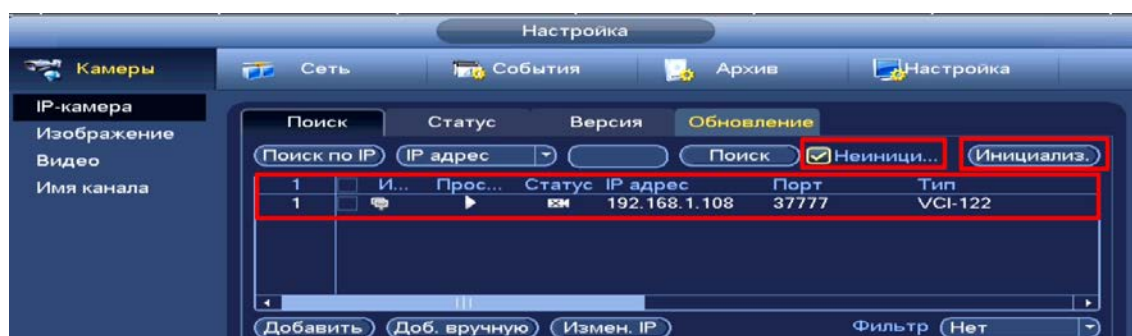 Настройка
Камеры Сеть События Архив Настройка
IP-камера
Изображение
Видео
Имя канала
Поиск Статус Версия Обновление
Поиск по IP IP адрес Поиск Неиници... Инициализ.
1 И... Прос... Статус IP адрес Порт Тип
1 192.168.1.108 37777 VCI-122
Добавить Доб. вручную Измен. IP Фильтр Нет